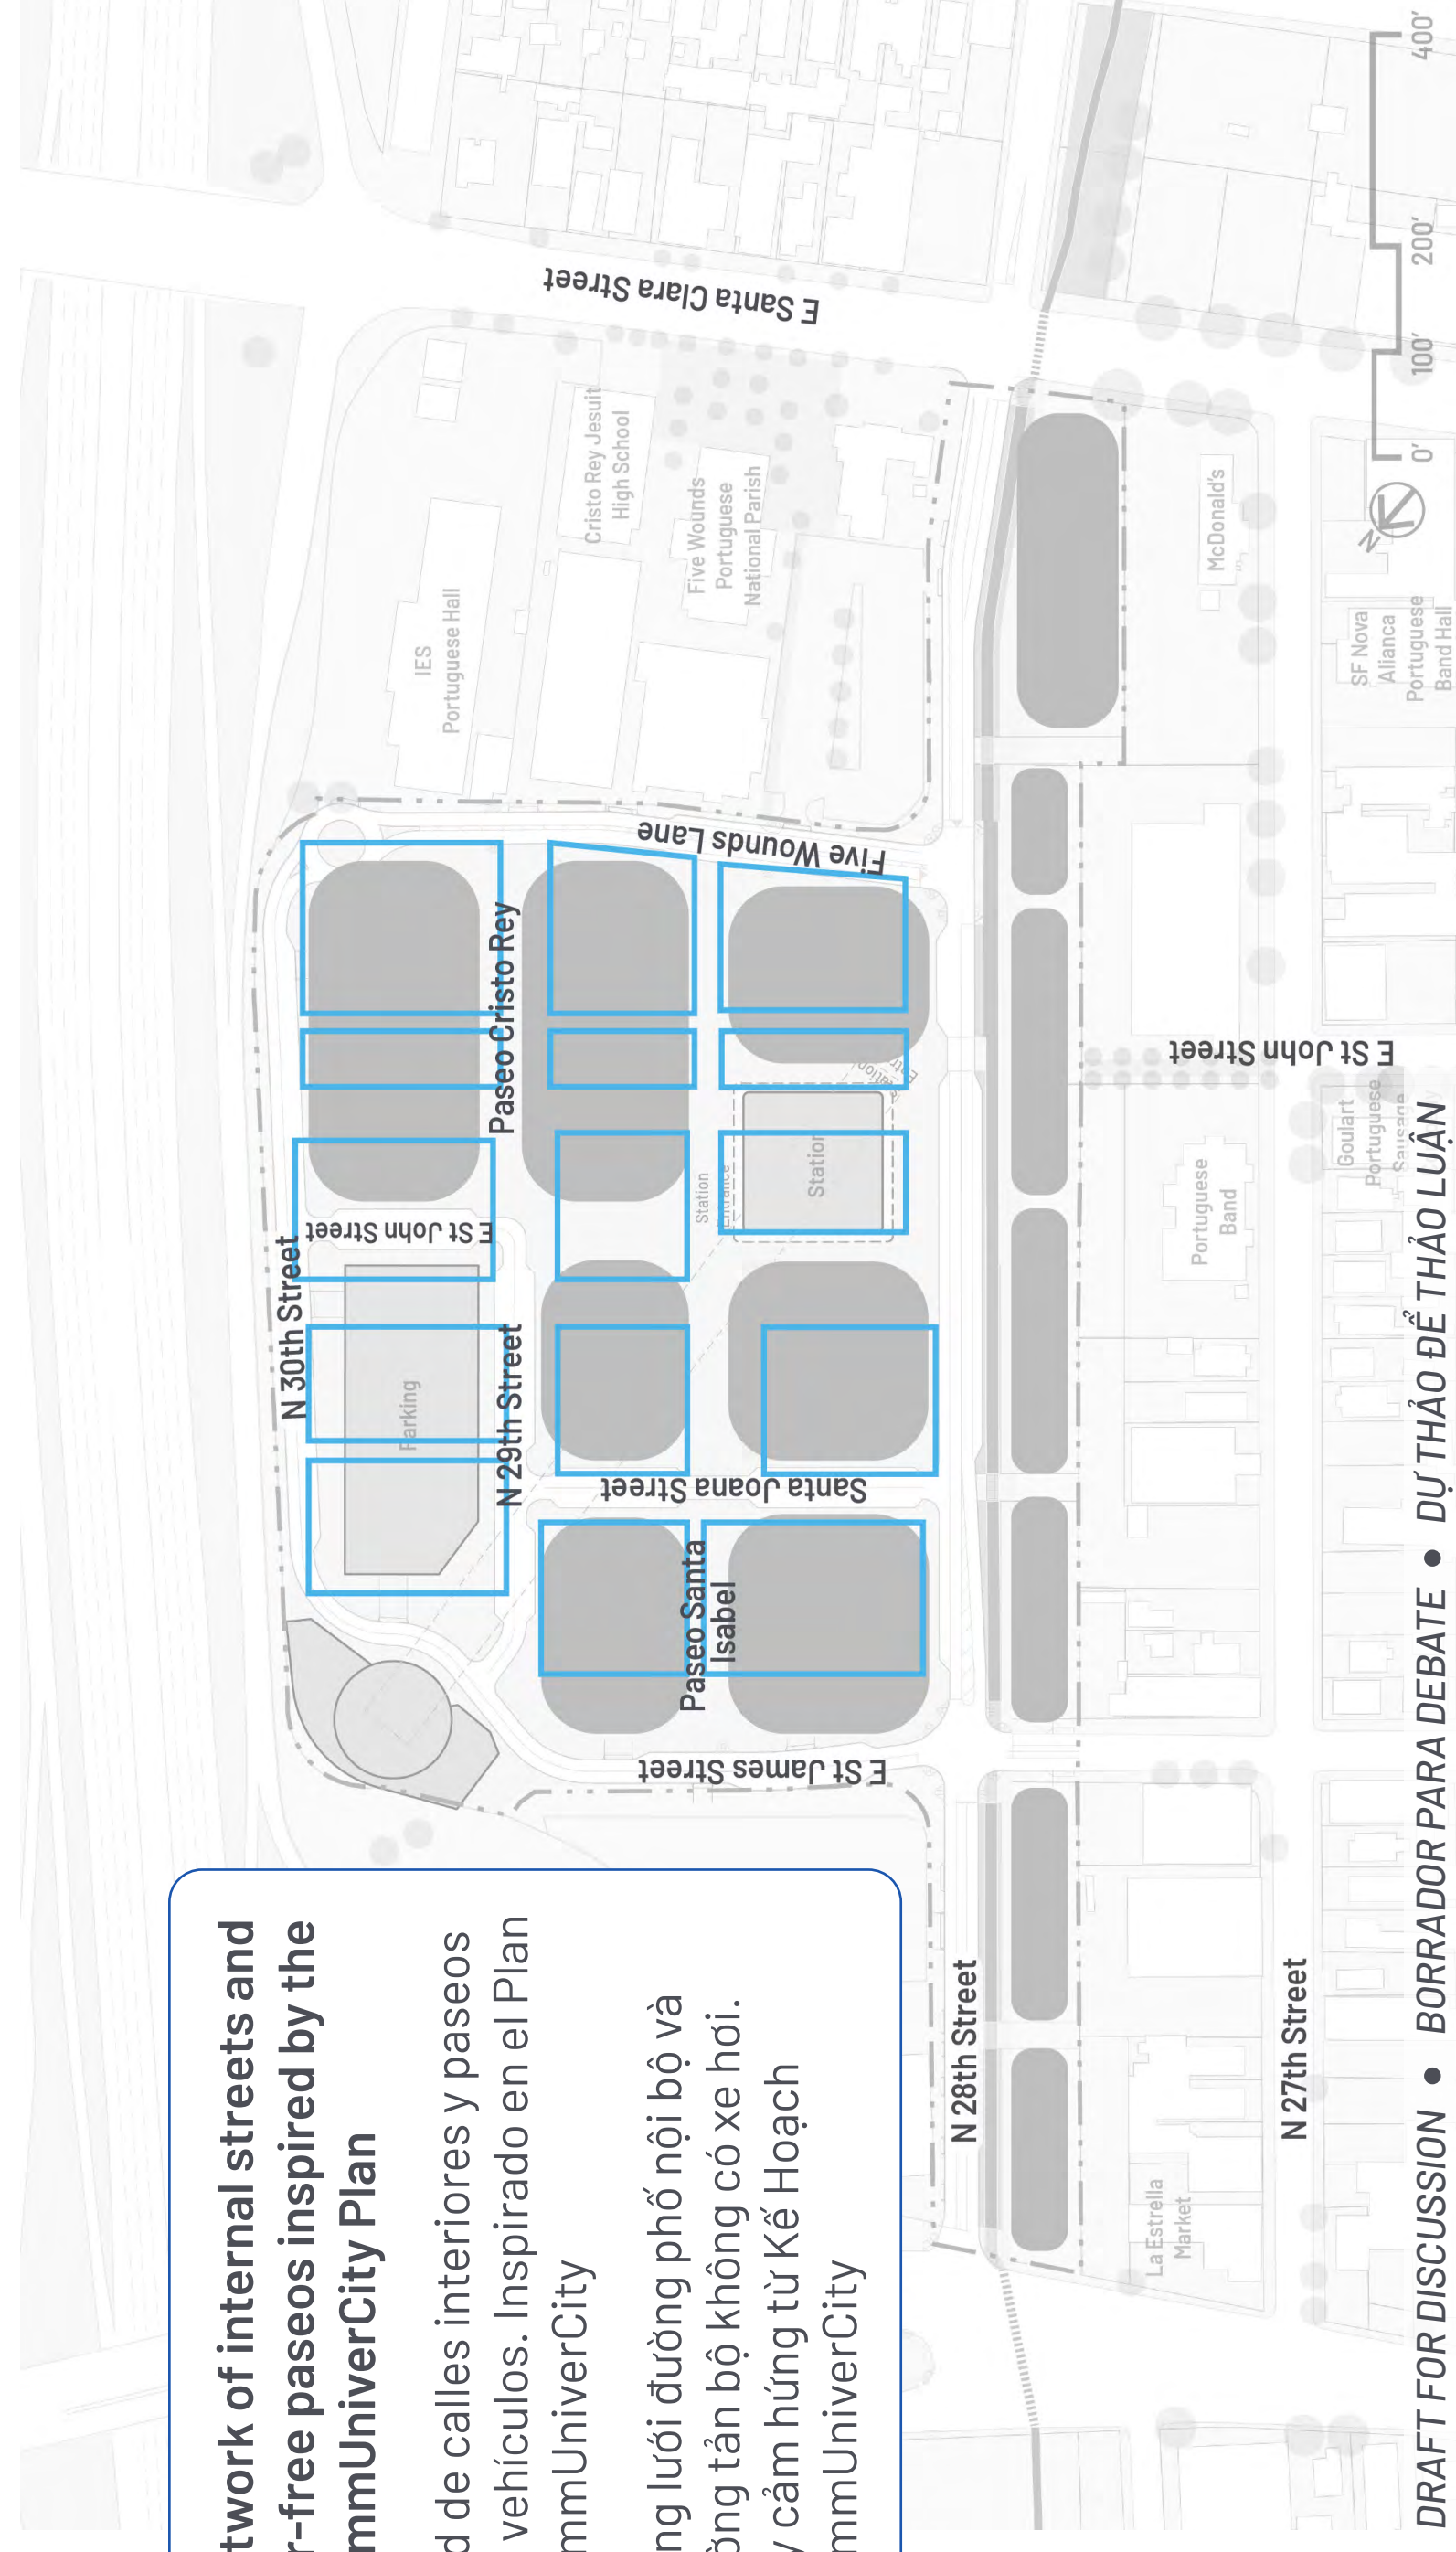 twork of internal streets and
r-free paseos inspired by the
mmUniverCity Plan
d de calles interiores y paseos
vehículos. Inspirado en el Plan
mmUniverCity
ng lưới đường phố nội bộ và
ờng tản bộ không có xe hơi.
y cảm hứng từ Kế Hoạch
mmUniverCity
N 30th Street
E St John Street
Parking
N 29th Street
Paseo Cristo Rey
IES
Portuguese Hall
Cristo Rey Jesuit
High School
Five Wounds
Portuguese
National Parish
E Santa Clara Street
Five Wounds Lane
Station
Entrance
Station
Station
Entr
Santa Joana Street
Paseo Santa
Isabel
E St James Street
N 28th Street
La Estrella
Market
Portuguese
Band
E St John Street
McDonald's
N 27th Street
Goulart
Portuguese
Sausage
SF Nova
Alianca
Portuguese
Band Hall
N
0'
100'
200'
400'
DRAFT FOR DISCUSSION • BORRADOR PARA DEBATE • DỰ THẢO ĐỂ THẢO LUẬN